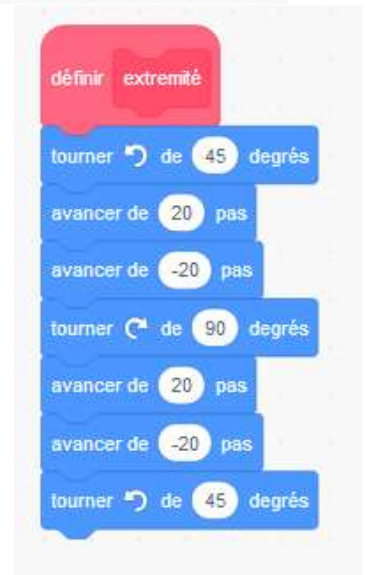 définir extremité
tourner de 45 degrés
avancer de 20 pas
avancer de -20 pas
tourner de 90 degrés
avancer de 20 pas
avancer de -20 pas
tourner de 45 degrés